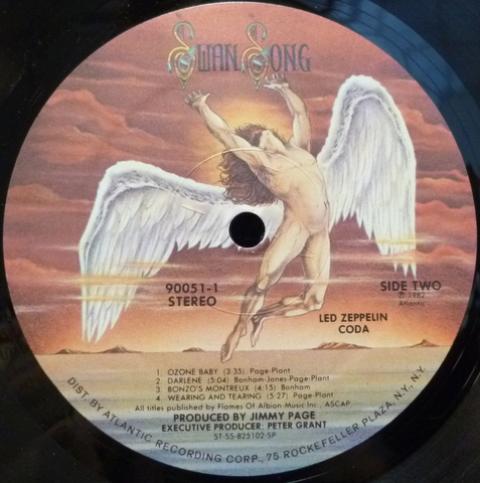 SWAN SONG
90051-1
STEREO
SIDE TWO
℗ 1982
Atlantic
LED ZEPPELIN
CODA
1. OZONE BABY (3:35) Page-Plant
2. DARLENE (5:04) Bonham-Jones-Page-Plant
3. BONZO'S MONTREUX (4:15) Bonham
4. WEARING AND TEARING (5:27) Page-Plant
All titles published by Flames Of Albion Music Inc., ASCAP
PRODUCED BY JIMMY PAGE
EXECUTIVE PRODUCER: PETER GRANT
ST-SS-825102-SP
DIST. BY ATLANTIC RECORDING CORP., 75 ROCKEFELLER PLAZA, N.Y., N.Y.